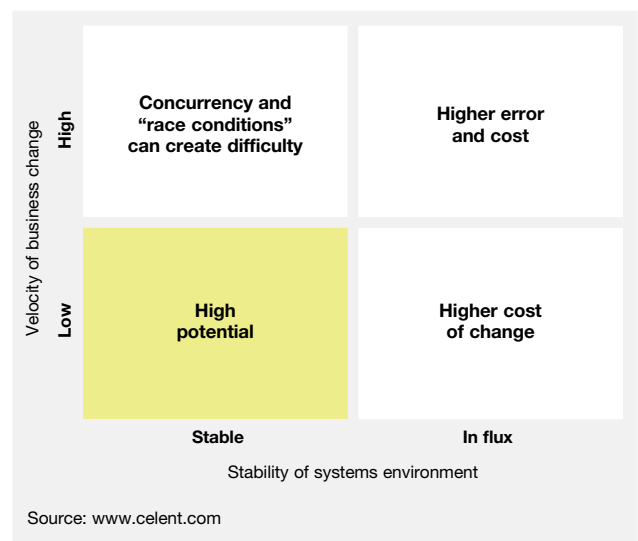 Velocity of business change
High
Concurrency and
“race conditions”
can create difficulty
Higher error
and cost
Low
High
potential
Higher cost
of change
Stable
In flux
Stability of systems environment
Source: www.celent.com